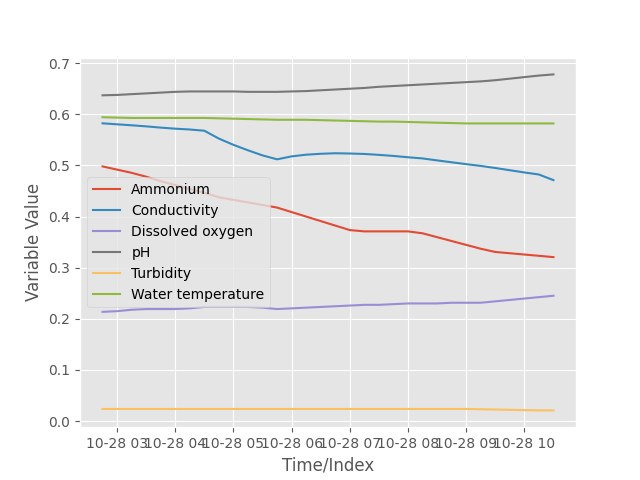 0.7
0.6
0.5
0.4
0.3
0.2
0.1
0.0
Variable Value
Ammonium
Conductivity
Dissolved oxygen
pH
Turbidity
Water temperature
10-28 03 10-28 04 10-28 05 10-28 06 10-28 07 10-28 08 10-28 09 10-28 10
Time/Index